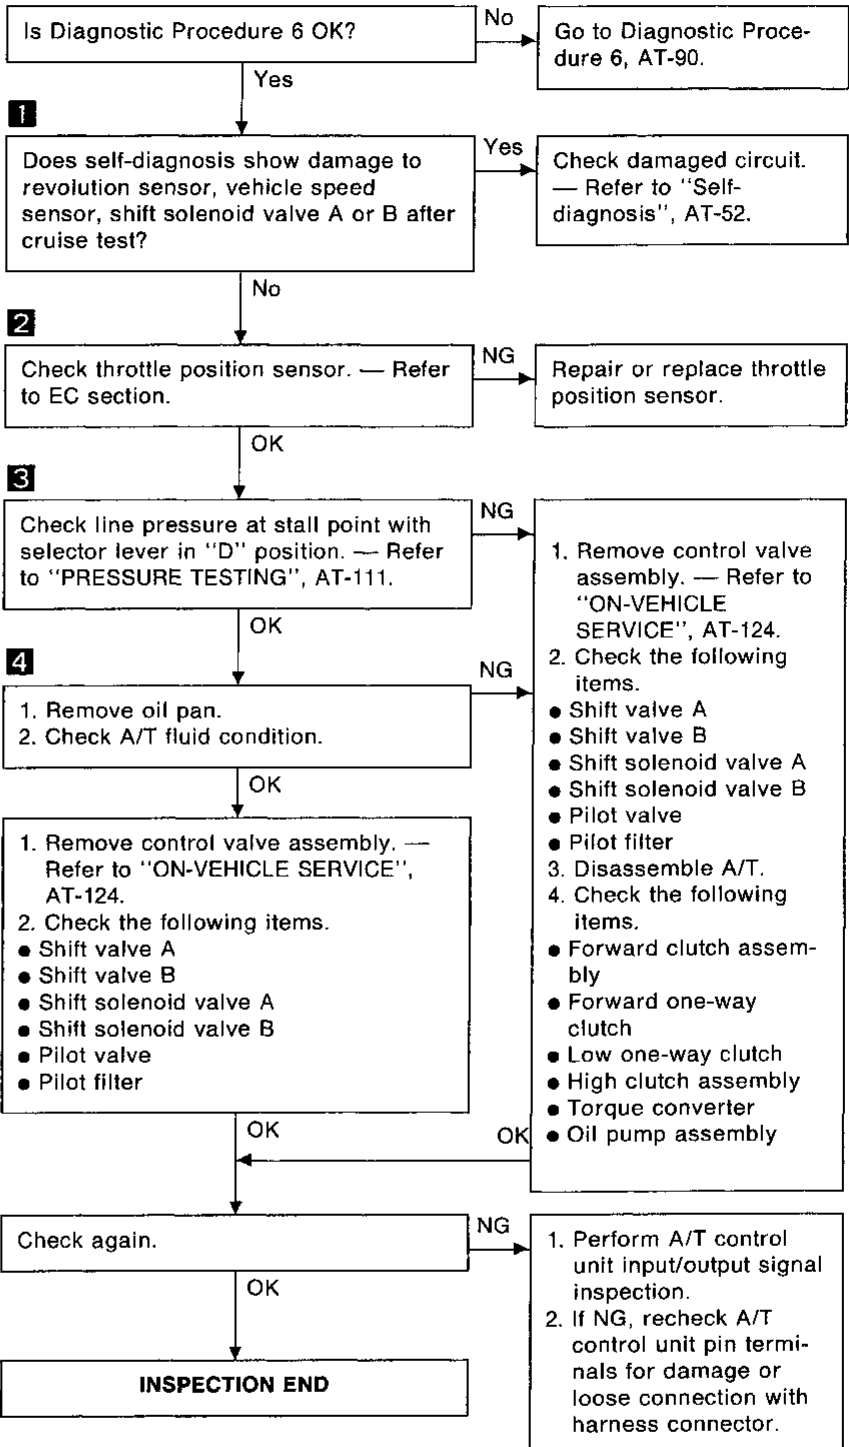 Is Diagnostic Procedure 6 OK?
No
Go to Diagnostic Proce-
dure 6, AT-90.
Yes
1
Does self-diagnosis show damage to
revolution sensor, vehicle speed
sensor, shift solenoid valve A or B after
cruise test?
Yes
Check damaged circuit.
— Refer to "Self-
diagnosis", AT-52.
No
2
Check throttle position sensor. — Refer
to EC section.
NG
Repair or replace throttle
position sensor.
OK
3
Check line pressure at stall point with
selector lever in "D" position. — Refer
to "PRESSURE TESTING", AT-111.
NG
OK
4
1. Remove oil pan.
2. Check A/T fluid condition.
NG
1. Remove control valve
assembly. — Refer to
"ON-VEHICLE
SERVICE", AT-124.
2. Check the following
items.
● Shift valve A
● Shift valve B
● Shift solenoid valve A
● Shift solenoid valve B
● Pilot valve
● Pilot filter
3. Disassemble A/T.
4. Check the following
items.
● Forward clutch assem-
bly
● Forward one-way
clutch
● Low one-way clutch
● High clutch assembly
● Torque converter
● Oil pump assembly
OK
1. Remove control valve assembly. —
Refer to "ON-VEHICLE SERVICE",
AT-124.
2. Check the following items.
● Shift valve A
● Shift valve B
● Shift solenoid valve A
● Shift solenoid valve B
● Pilot valve
● Pilot filter
OK
OK
Check again.
NG
1. Perform A/T control
unit input/output signal
inspection.
2. If NG, recheck A/T
control unit pin termi-
nals for damage or
loose connection with
harness connector.
OK
INSPECTION END